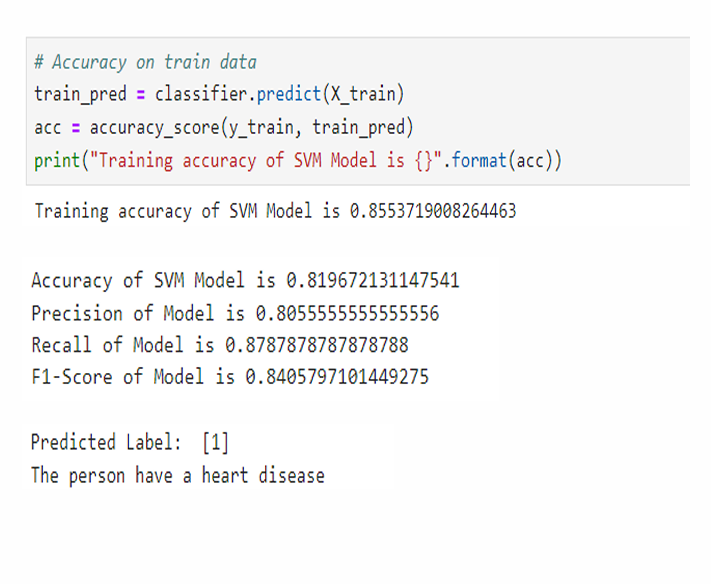 # Accuracy on train data
train_pred = classifier.predict(X_train)
acc = accuracy_score(y_train, train_pred)
print("Training accuracy of SVM Model is {}".format(acc))
Training accuracy of SVM Model is 0.8553719008264463
Accuracy of SVM Model is 0.819672131147541
Precision of Model is 0.8055555555555556
Recall of Model is 0.8787878787878788
F1-Score of Model is 0.8405797101449275
Predicted Label:  [1]
The person have a heart disease